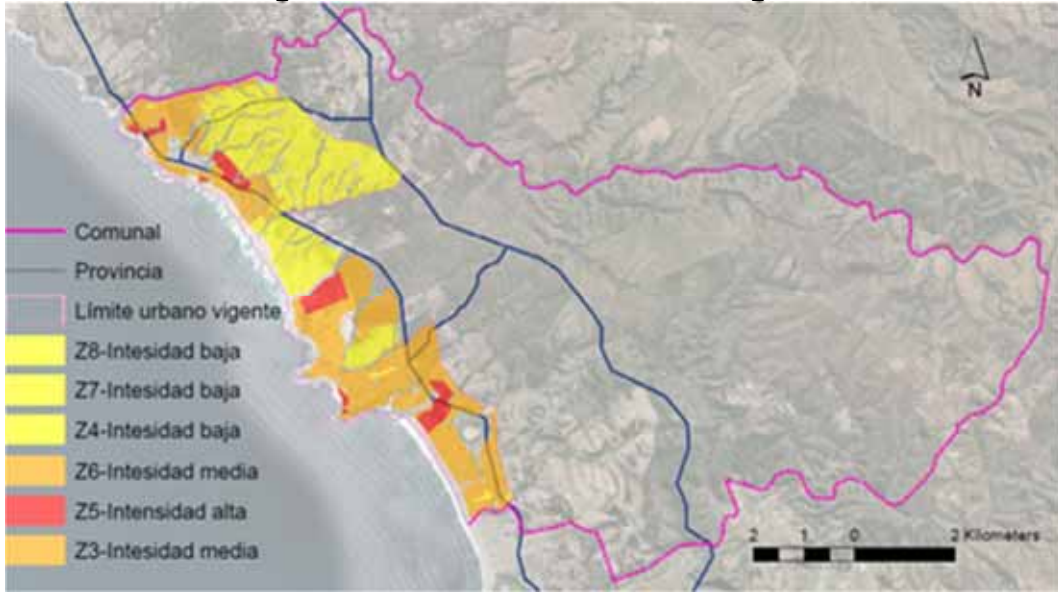 N
Comunal
Provincia
Límite urbano vigente
Z8-Intesidad baja
Z7-Intesidad baja
Z4-Intesidad baja
Z6-Intesidad media
Z5-Intensidad alta
Z3-Intesidad media
2 1 0 2 Kilometers